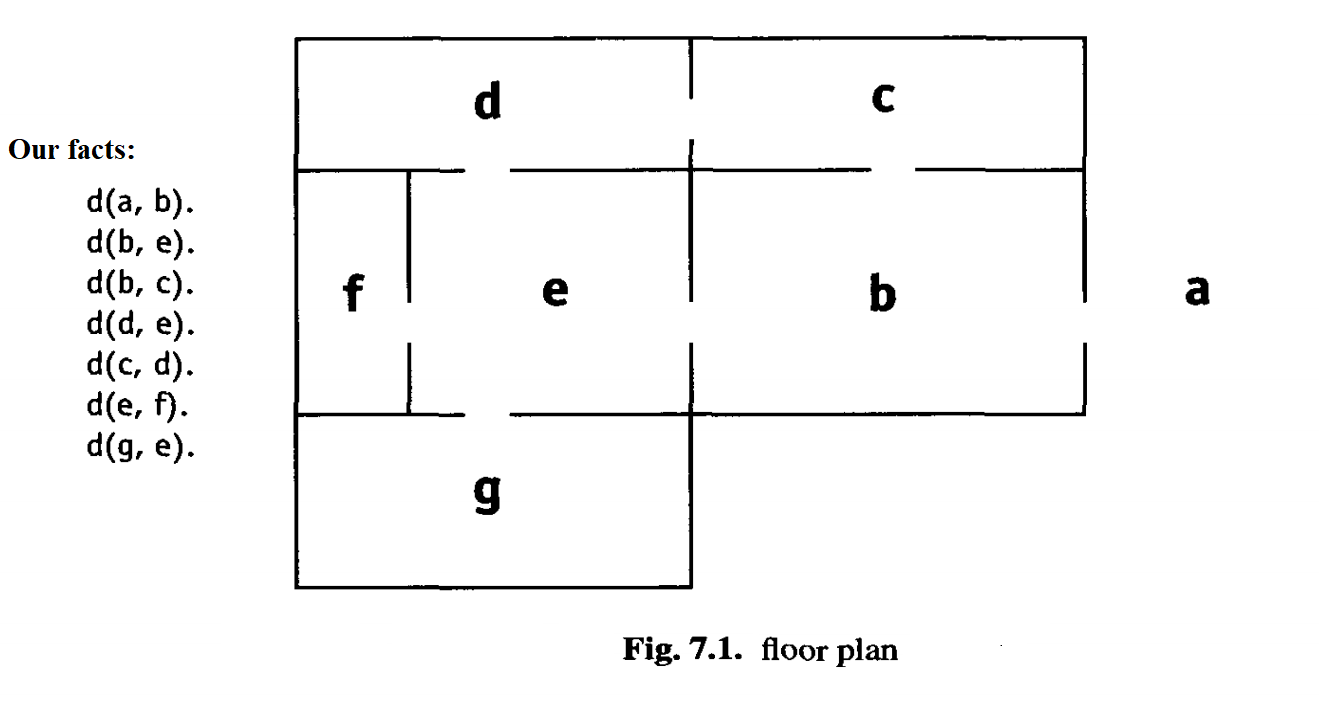 Our facts:
d(a, b).
d(b, e).
d(b, c).
d(d, e).
d(c, d).
d(e, f).
d(g, e).
d
c
f
e
b
a
g
Fig. 7.1. floor plan